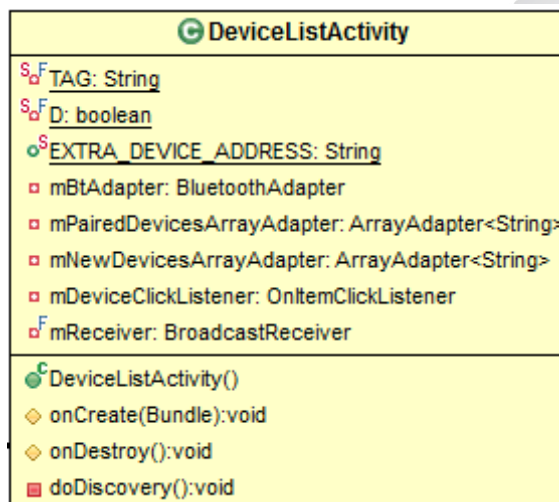 C DeviceListActivity
S F TAG: String
S F D: boolean
S EXTRA_DEVICE_ADDRESS: String
mBtAdapter: BluetoothAdapter
mPairedDevicesArrayAdapter: ArrayAdapter<String>
mNewDevicesArrayAdapter: ArrayAdapter<String>
mDeviceClickListener: OnItemClickListener
F mReceiver: BroadcastReceiver
C DeviceListActivity()
onCreate(Bundle):void
onDestroy():void
doDiscovery():void